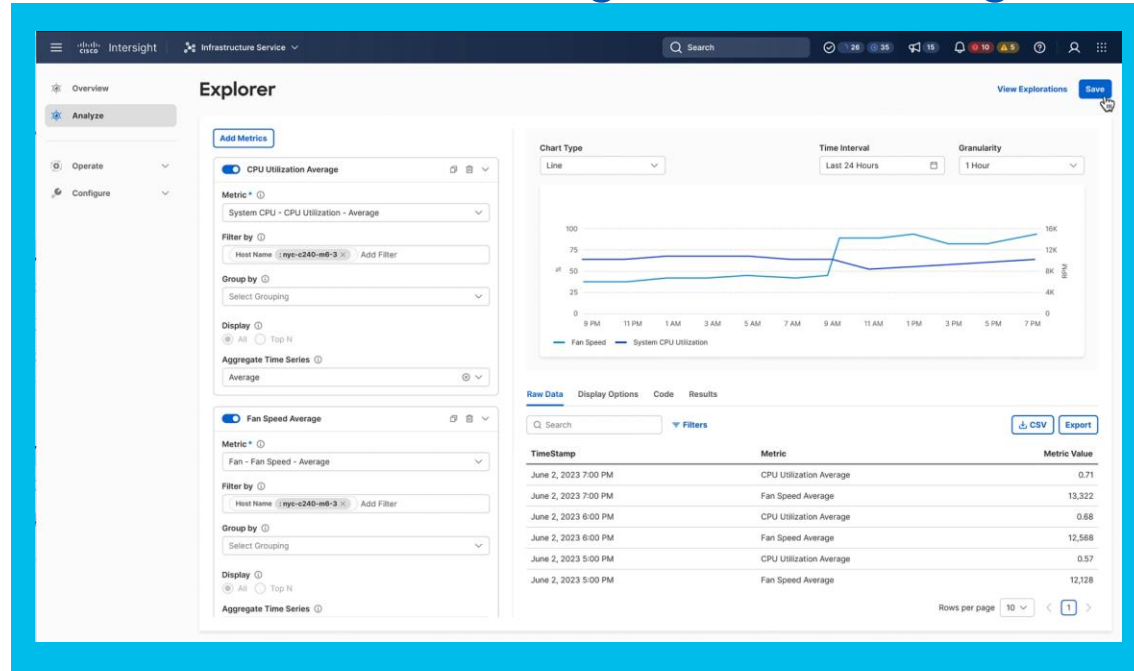 cisco Intersight Infrastructure Service Search 26 35 15 10 5
Overview
Analyze
Operate
Configure
Explorer
View Explorations Save
Add Metrics
CPU Utilization Average
Metric *
System CPU - CPU Utilization - Average
Filter by
Host Name : nyc-c240-m6-3 × Add Filter
Group by
Select Grouping
Display
All Top N
Aggregate Time Series
Average
Fan Speed Average
Metric *
Fan - Fan Speed - Average
Filter by
Host Name : nyc-c240-m6-3 × Add Filter
Group by
Select Grouping
Display
All Top N
Aggregate Time Series
Chart Type Time Interval Granularity
Line Last 24 Hours 1 Hour
100 16K
75 12K
% 50 8K RPM
25 4K
0 0
9 PM 11 PM 1 AM 3 AM 5 AM 7 AM 9 AM 11 AM 1 PM 3 PM 5 PM 7 PM
Fan Speed System CPU Utilization
Raw Data Display Options Code Results
Search Filters CSV Export
TimeStamp Metric Metric Value
June 2, 2023 7:00 PM CPU Utilization Average 0.71
June 2, 2023 7:00 PM Fan Speed Average 13,322
June 2, 2023 6:00 PM CPU Utilization Average 0.68
June 2, 2023 6:00 PM Fan Speed Average 12,568
June 2, 2023 5:00 PM CPU Utilization Average 0.57
June 2, 2023 5:00 PM Fan Speed Average 12,128
Rows per page 10 1